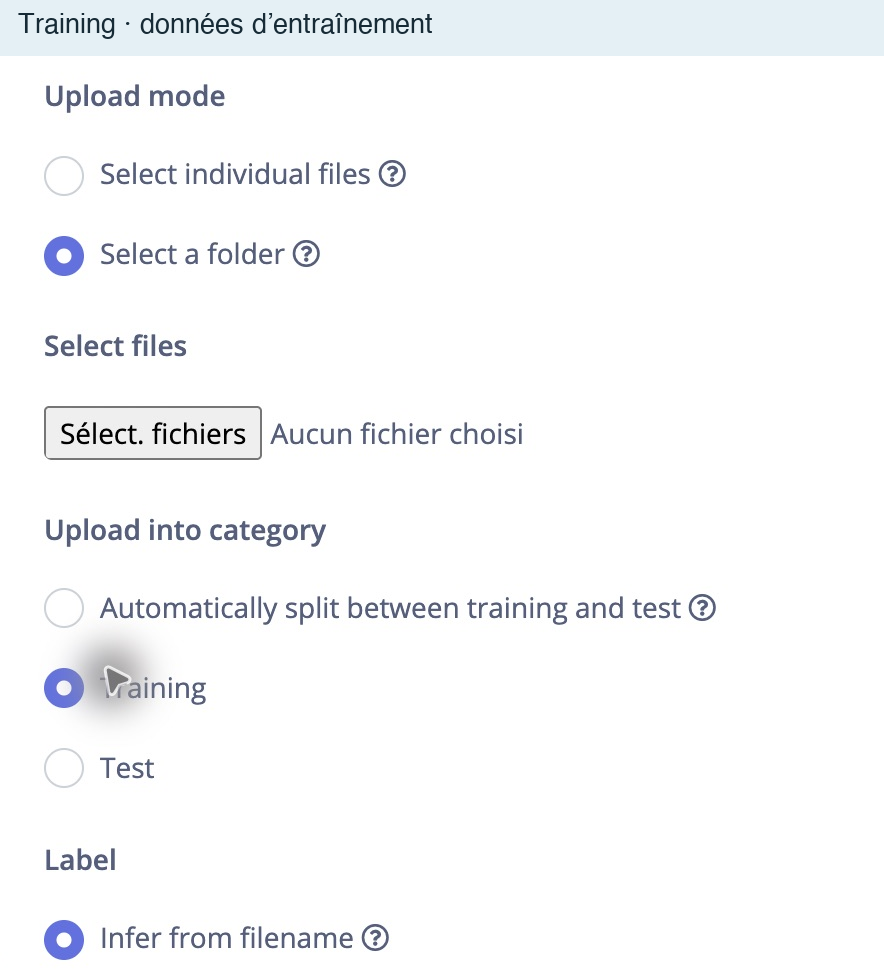 Training · données d’entraînement
Upload mode
Select individual files
Select a folder
Select files
Sélect. fichiers Aucun fichier choisi
Upload into category
Automatically split between training and test
Training
Test
Label
Infer from filename